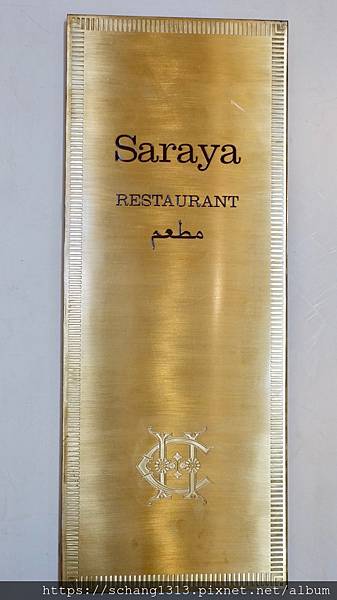 Saraya
RESTAURANT
مطعم
https://schang1313.pixnet.net/album